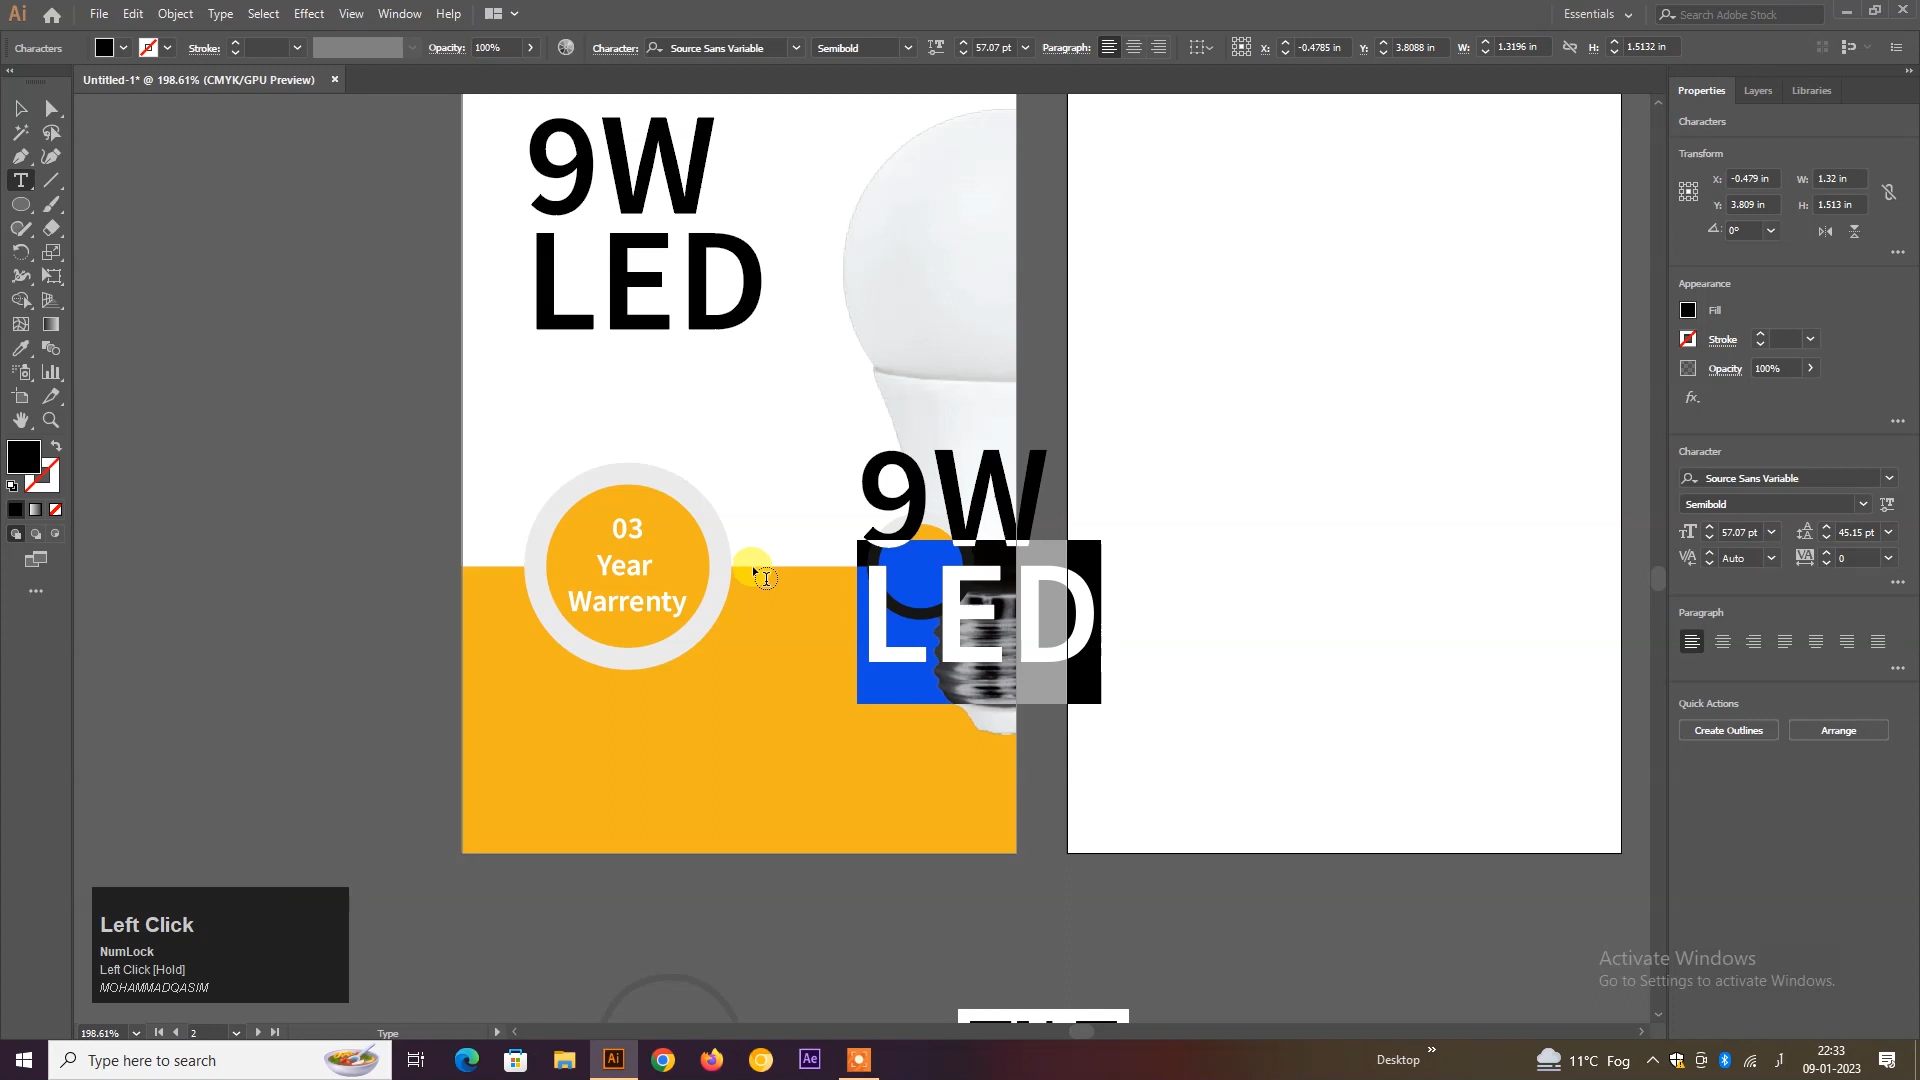 Ai File Edit Object Type Select Effect View Window Help Essentials Search Adobe Stock
Characters Stroke: Opacity: 100% Character: Source Sans Variable Semibold 57.07 pt Paragraph: X: -0.4785 in Y: 3.8088 in W: 1.3196 in H: 1.5132 in
Untitled-1* @ 198.61% (CMYK/GPU Preview) ×
9W
LED
03
Year
Warrenty
9W
LED
Properties Layers Libraries
Characters
Transform
X: -0.479 in W: 1.32 in
Y: 3.809 in H: 1.513 in
0°
Appearance
Fill
Stroke
Opacity 100%
fx.
Character
Source Sans Variable
Semibold
57.07 pt 45.15 pt
Auto 0
Paragraph
Quick Actions
Create Outlines Arrange
Left Click
NumLock
Left Click [Hold]
MOHAMMADQASIM
Activate Windows
Go to Settings to activate Windows.
198.61% 2 Type
Type here to search Ai Ae Desktop 11°C Fog 22:33
09-01-2023